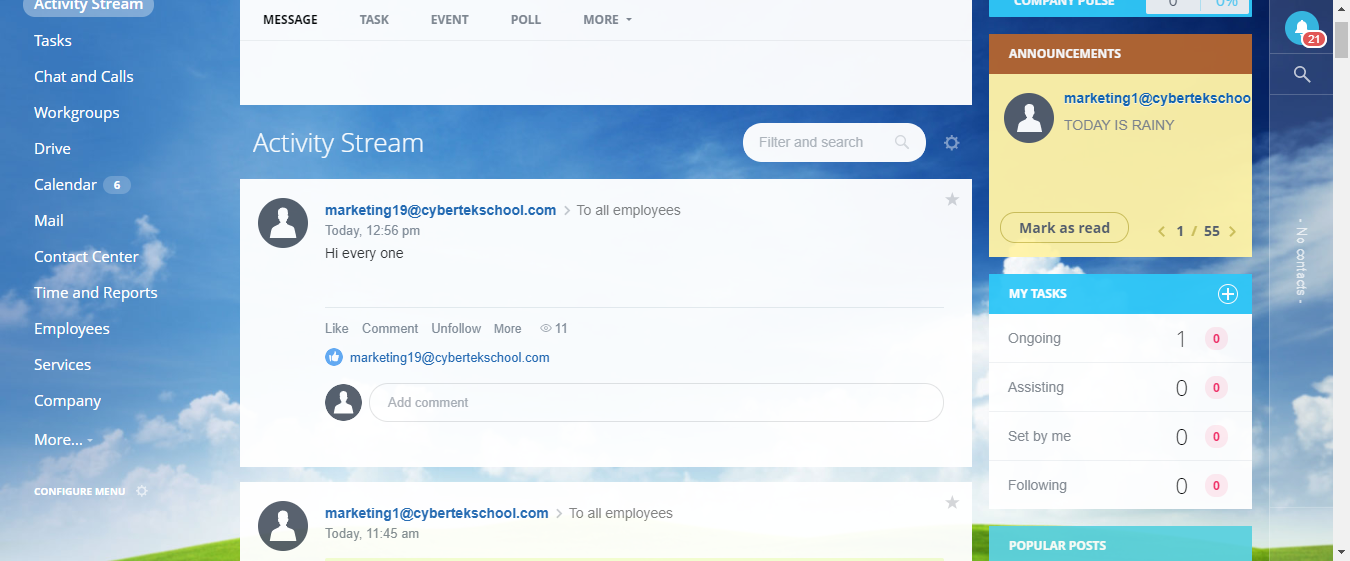 Activity Stream
Tasks
Chat and Calls
Workgroups
Drive
Calendar 6
Mail
Contact Center
Time and Reports
Employees
Services
Company
More...
CONFIGURE MENU
MESSAGE TASK EVENT POLL MORE
Activity Stream
Filter and search
marketing19@cybertekschool.com > To all employees
Today, 12:56 pm
Hi every one
Like Comment Unfollow More 11
marketing19@cybertekschool.com
Add comment
marketing1@cybertekschool.com > To all employees
Today, 11:45 am
COMPANY PULSE 0 0%
ANNOUNCEMENTS
marketing1@cybertekschoo
TODAY IS RAINY
Mark as read < 1 / 55 >
MY TASKS
Ongoing 1 0
Assisting 0 0
Set by me 0 0
Following 0 0
POPULAR POSTS
21
- No contacts -